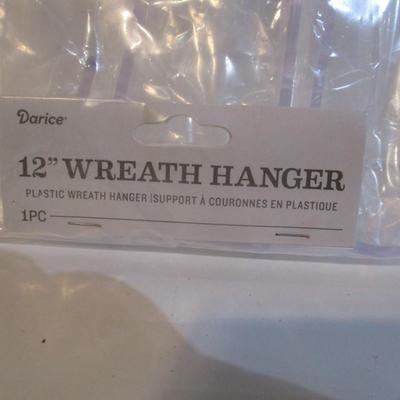 Darice®
12" WREATH HANGER
PLASTIC WREATH HANGER | SUPPORT À COURONNES EN PLASTIQUE
1PC